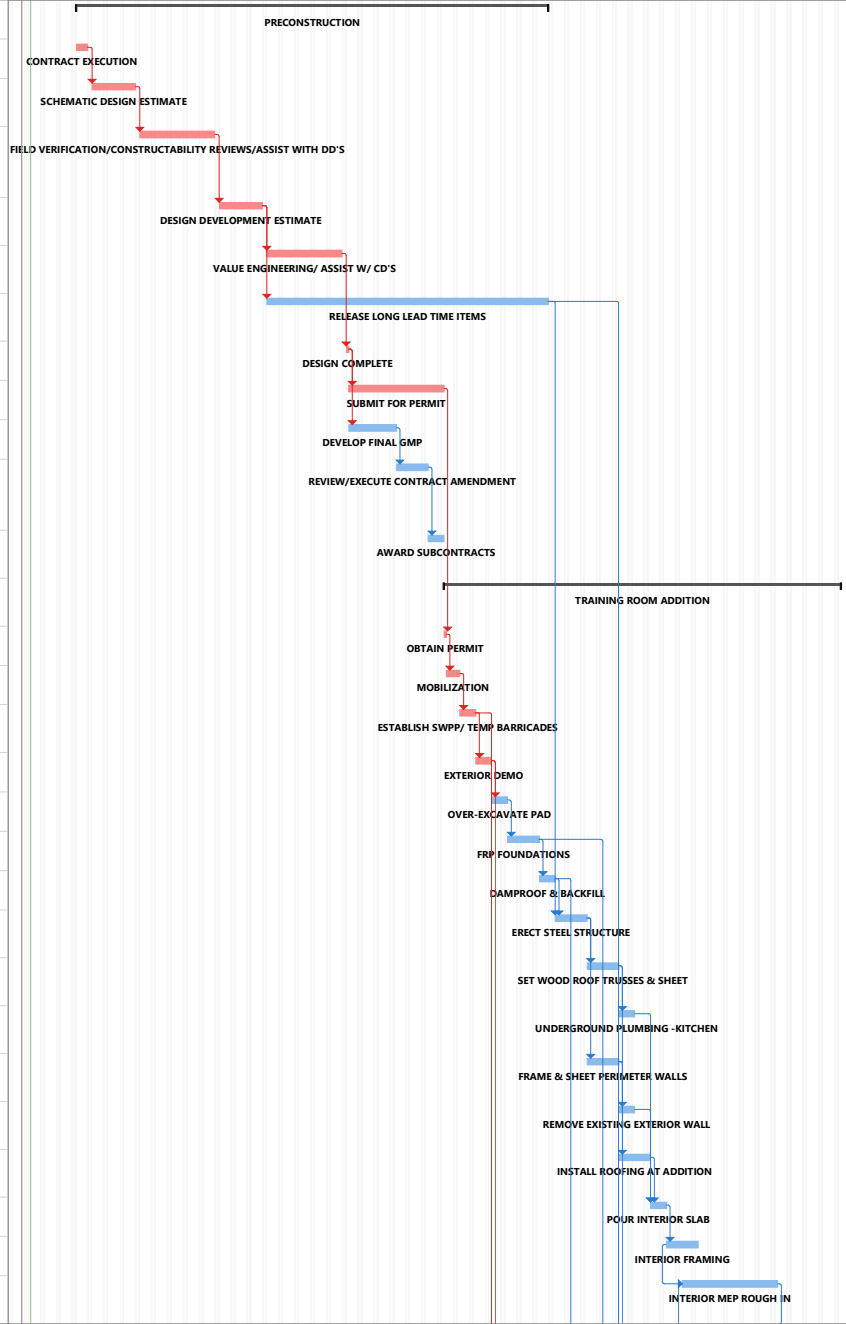 PRECONSTRUCTION
CONTRACT EXECUTION
SCHEMATIC DESIGN ESTIMATE
FIELD VERIFICATION/CONSTRUCTABILITY REVIEWS/ASSIST WITH DD'S
DESIGN DEVELOPMENT ESTIMATE
VALUE ENGINEERING/ ASSIST W/ CD'S
RELEASE LONG LEAD TIME ITEMS
DESIGN COMPLETE
SUBMIT FOR PERMIT
DEVELOP FINAL GMP
REVIEW/EXECUTE CONTRACT AMENDMENT
AWARD SUBCONTRACTS
TRAINING ROOM ADDITION
OBTAIN PERMIT
MOBILIZATION
ESTABLISH SWPP/ TEMP BARRICADES
EXTERIOR DEMO
OVER-EXCAVATE PAD
FRP FOUNDATIONS
DAMPROOF & BACKFILL
ERECT STEEL STRUCTURE
SET WOOD ROOF TRUSSES & SHEET
UNDERGROUND PLUMBING -KITCHEN
FRAME & SHEET PERIMETER WALLS
REMOVE EXISTING EXTERIOR WALL
INSTALL ROOFING AT ADDITION
POUR INTERIOR SLAB
INTERIOR FRAMING
INTERIOR MEP ROUGH IN